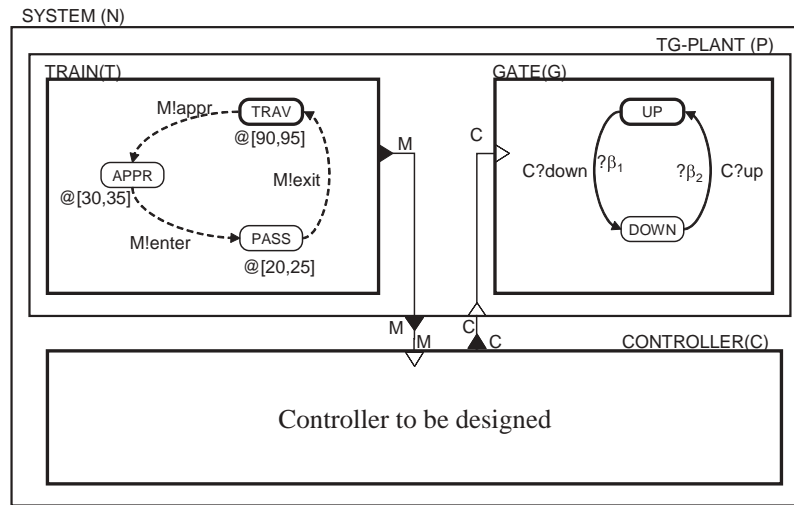 SYSTEM (N)
TG-PLANT (P)
TRAIN(T)
GATE(G)
M!appr
TRAV
@[90,95]
APPR
@[30,35]
M!exit
M!enter
PASS
@[20,25]
M
C
UP
C?down
?β1
?β2
C?up
DOWN
M
C
M
C
CONTROLLER(C)
Controller to be designed